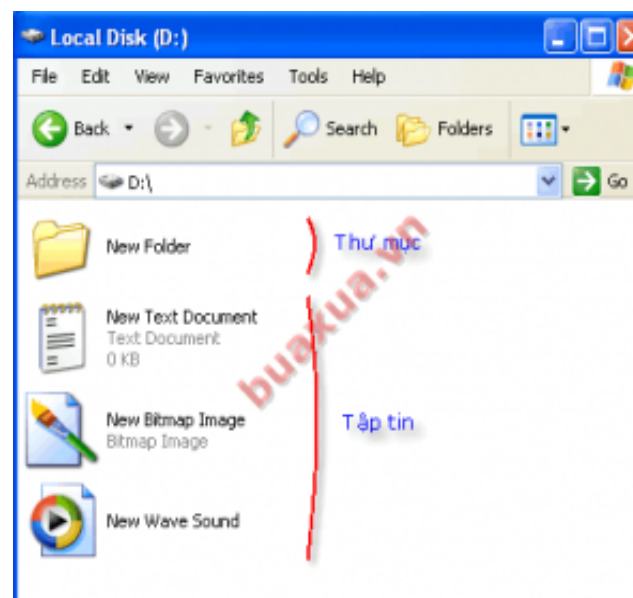 Local Disk (D:)
File Edit View Favorites Tools Help
Back Search Folders
Address D:\ Go
New Folder Thư mục
buaxua.vn
New Text Document
Text Document
0 KB
New Bitmap Image Tập tin
Bitmap Image
New Wave Sound